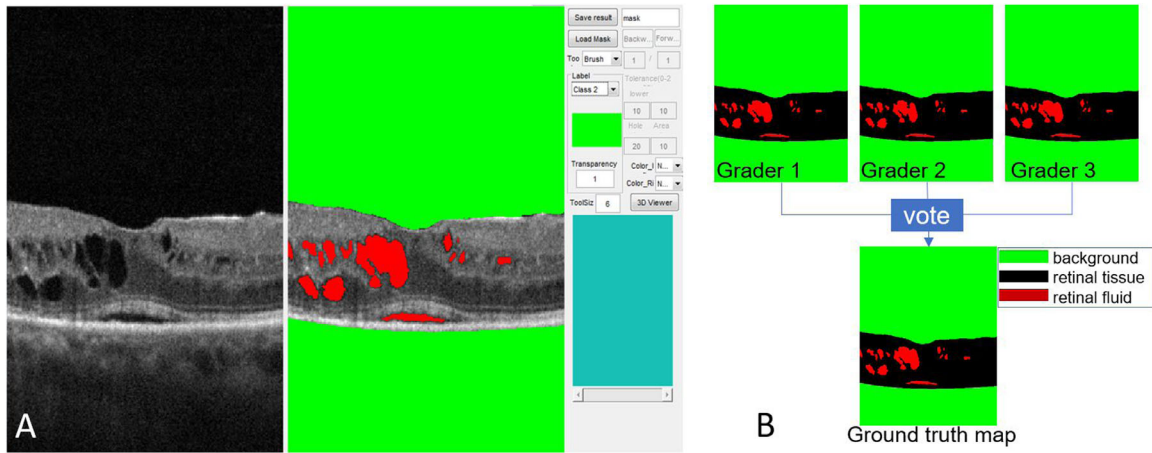 Save result mask
Load Mask Backw... Forw...
Too Brush 1 / 1
Label
Class 2
Tolerance(0-2
lower
10 10
Hole Area
20 10
Transparency
1
Color_I N...
Color_Ri N...
ToolSiz 6 3D Viewer
A
Grader 1 Grader 2 Grader 3
vote
background
retinal tissue
retinal fluid
B
Ground truth map